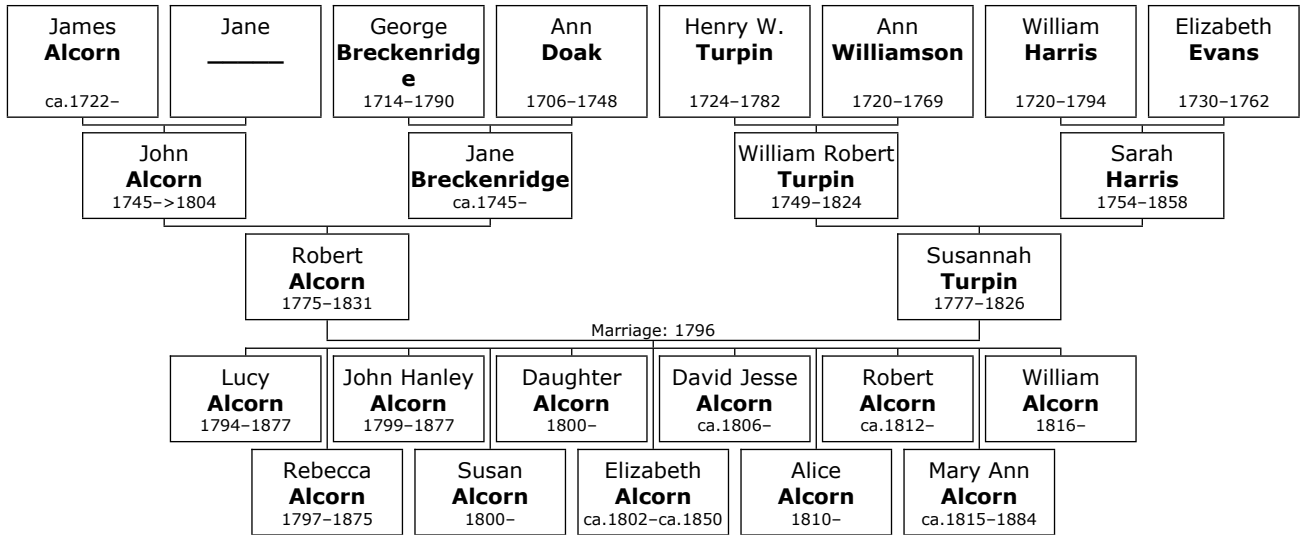 James
Alcorn
ca.1722–
Jane
______
George
Breckenridg
e
1714–1790
Ann
Doak
1706–1748
Henry W.
Turpin
1724–1782
Ann
Williamson
1720–1769
William
Harris
1720–1794
Elizabeth
Evans
1730–1762
John
Alcorn
1745–>1804
Jane
Breckenridge
ca.1745–
William Robert
Turpin
1749–1824
Sarah
Harris
1754–1858
Robert
Alcorn
1775–1831
Susannah
Turpin
1777–1826
Marriage: 1796
Lucy
Alcorn
1794–1877
John Hanley
Alcorn
1799–1877
Daughter
Alcorn
1800–
David Jesse
Alcorn
ca.1806–
Robert
Alcorn
ca.1812–
William
Alcorn
1816–
Rebecca
Alcorn
1797–1875
Susan
Alcorn
1800–
Elizabeth
Alcorn
ca.1802–ca.1850
Alice
Alcorn
1810–
Mary Ann
Alcorn
ca.1815–1884